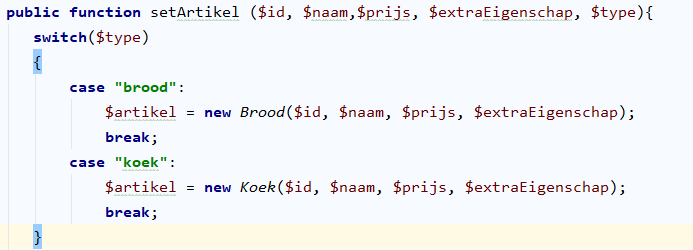 public function setArtikel ($id, $naam,$prijs, $extraEigenschap, $type){
switch($type)
{
case "brood":
$artikel = new Brood($id, $naam, $prijs, $extraEigenschap);
break;
case "koek":
$artikel = new Koek($id, $naam, $prijs, $extraEigenschap);
break;
}